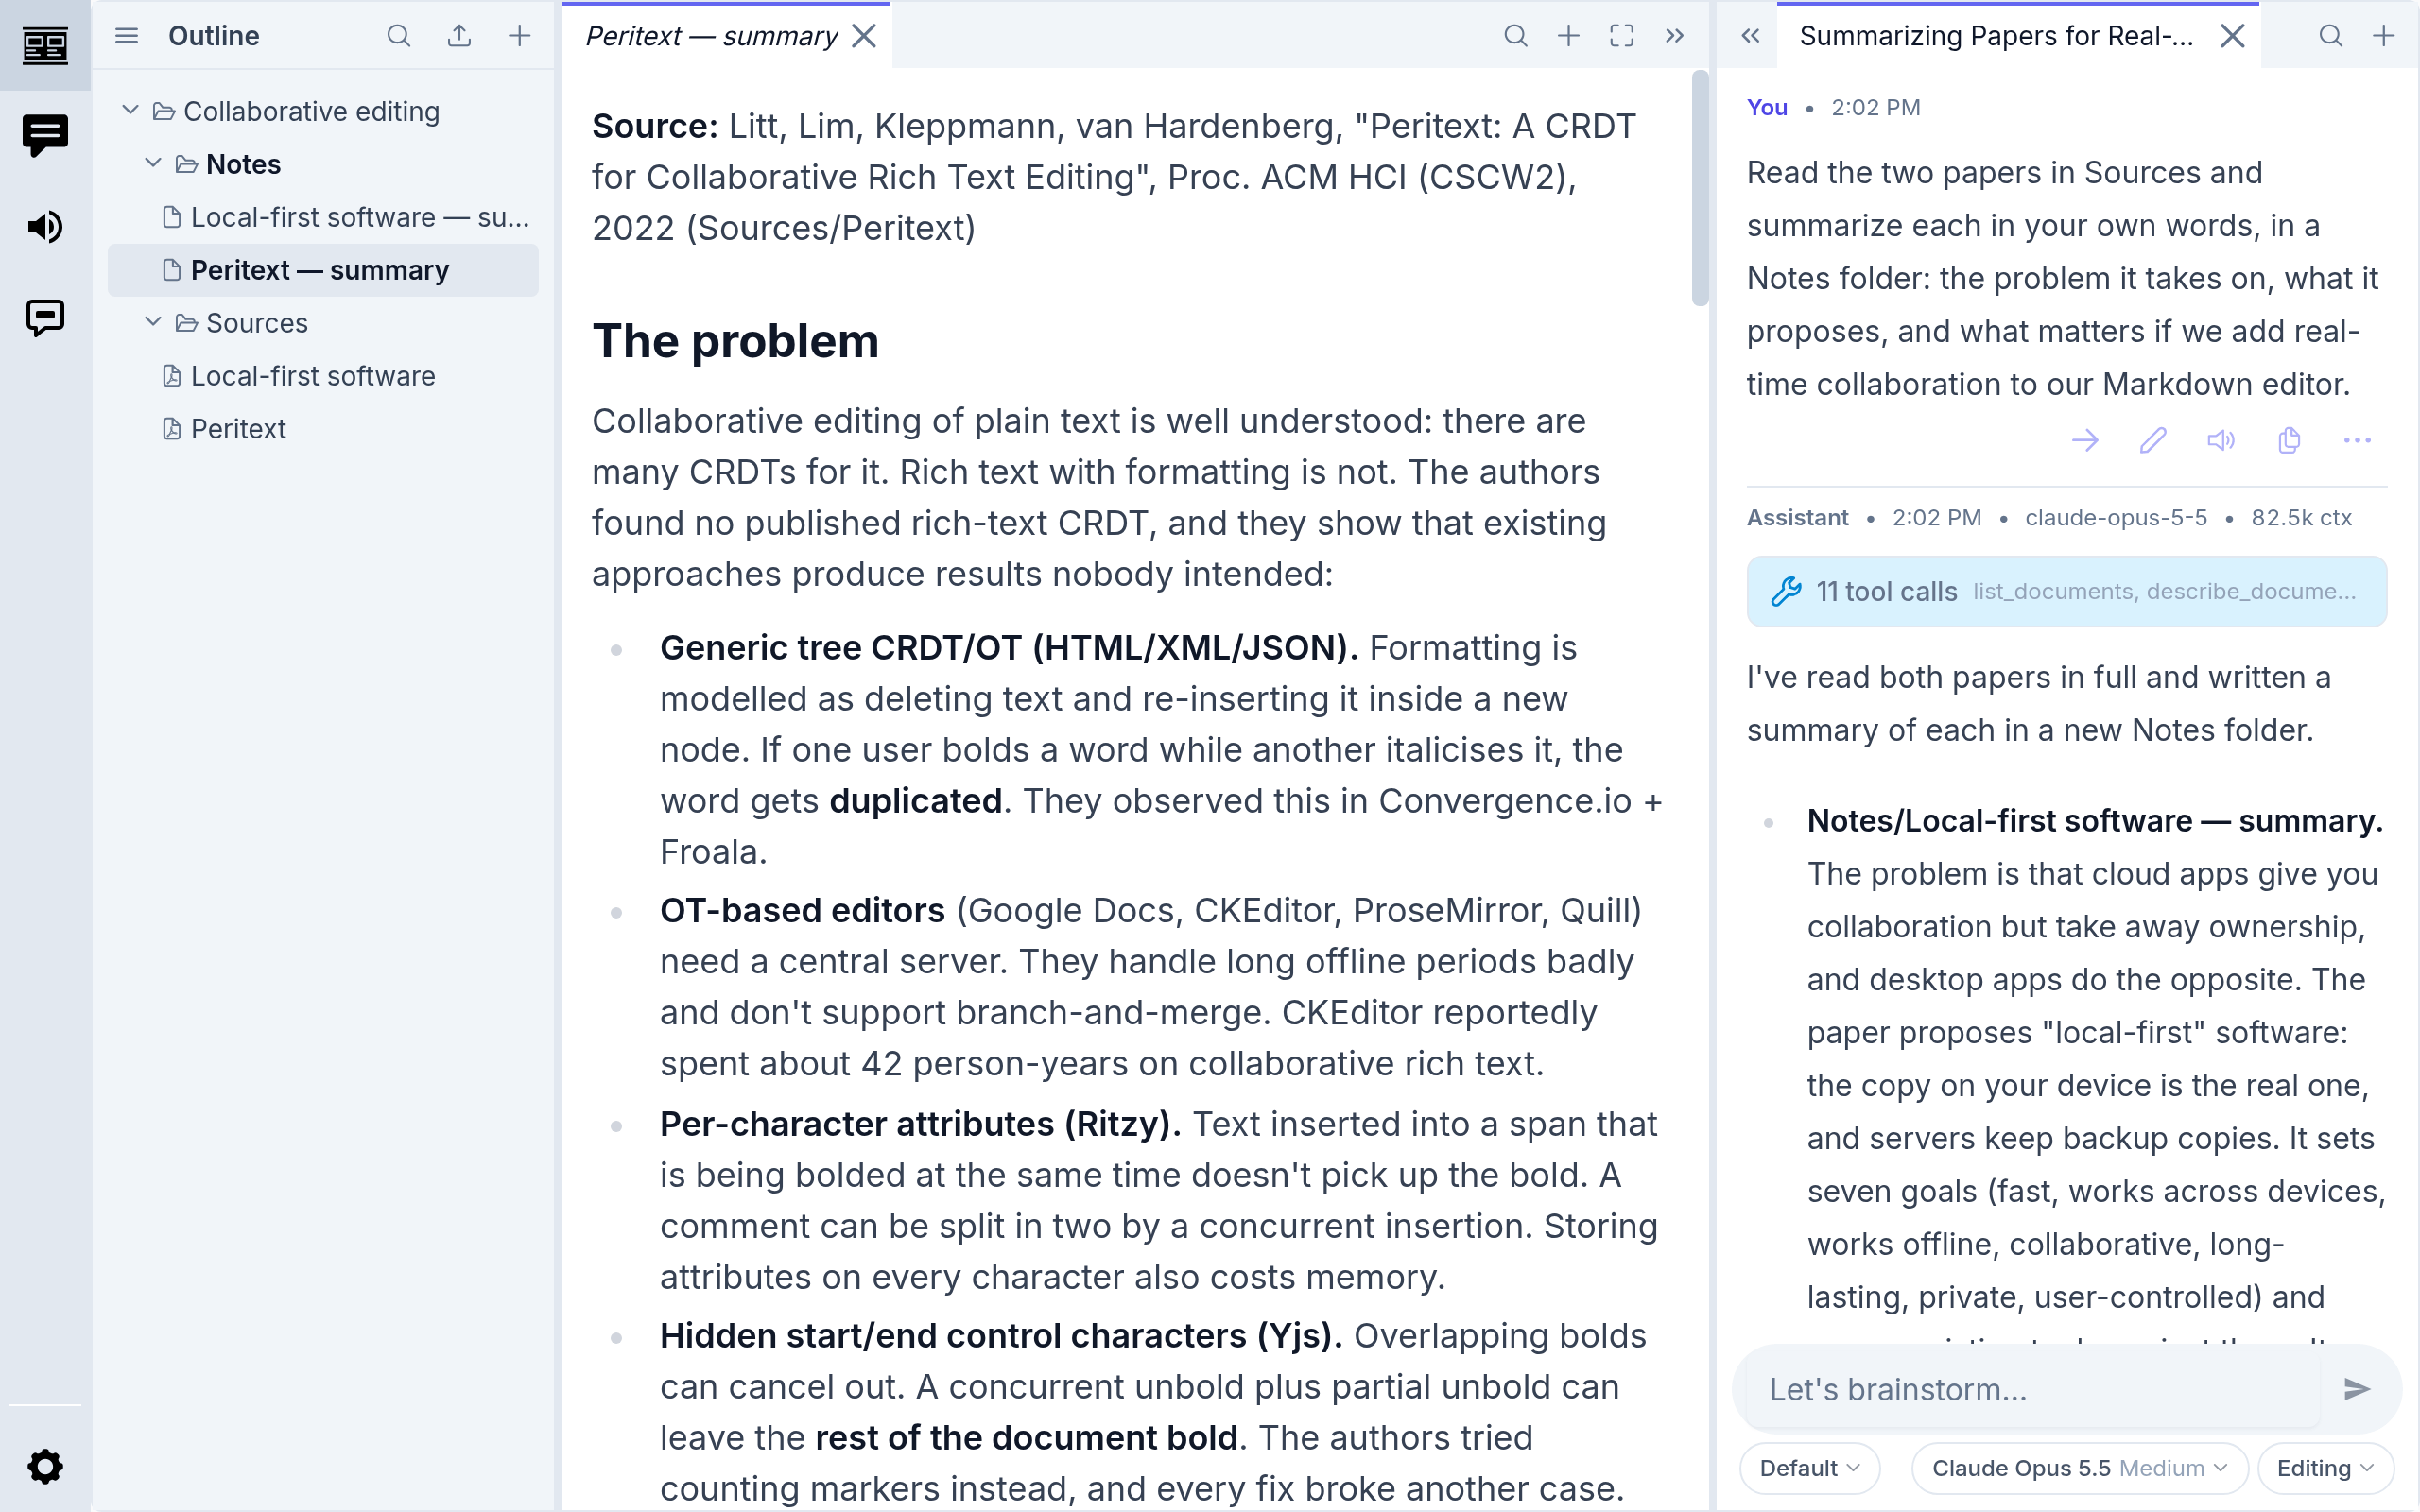 Outline
Collaborative editing
Notes
Local-first software — su...
Peritext — summary
Sources
Local-first software
Peritext
Peritext — summary
Source: Litt, Lim, Kleppmann, van Hardenberg, "Peritext: A CRDT
for Collaborative Rich Text Editing", Proc. ACM HCI (CSCW2),
2022 (Sources/Peritext)
The problem
Collaborative editing of plain text is well understood: there are
many CRDTs for it. Rich text with formatting is not. The authors
found no published rich-text CRDT, and they show that existing
approaches produce results nobody intended:
Generic tree CRDT/OT (HTML/XML/JSON). Formatting is
modelled as deleting text and re-inserting it inside a new
node. If one user bolds a word while another italicises it, the
word gets duplicated. They observed this in Convergence.io +
Froala.
OT-based editors (Google Docs, CKEditor, ProseMirror, Quill)
need a central server. They handle long offline periods badly
and don't support branch-and-merge. CKEditor reportedly
spent about 42 person-years on collaborative rich text.
Per-character attributes (Ritzy). Text inserted into a span that
is being bolded at the same time doesn't pick up the bold. A
comment can be split in two by a concurrent insertion. Storing
attributes on every character also costs memory.
Hidden start/end control characters (Yjs). Overlapping bolds
can cancel out. A concurrent unbold plus partial unbold can
leave the rest of the document bold. The authors tried
counting markers instead, and every fix broke another case.
Summarizing Papers for Real-...
You • 2:02 PM
Read the two papers in Sources and
summarize each in your own words, in a
Notes folder: the problem it takes on, what it
proposes, and what matters if we add real-
time collaboration to our Markdown editor.
Assistant • 2:02 PM • claude-opus-5-5 • 82.5k ctx
11 tool calls list_documents, describe_docume...
I've read both papers in full and written a
summary of each in a new Notes folder.
Notes/Local-first software — summary.
The problem is that cloud apps give you
collaboration but take away ownership,
and desktop apps do the opposite. The
paper proposes "local-first" software:
the copy on your device is the real one,
and servers keep backup copies. It sets
seven goals (fast, works across devices,
works offline, collaborative, long-
lasting, private, user-controlled) and
Let's brainstorm...
Default
Claude Opus 5.5 Medium
Editing